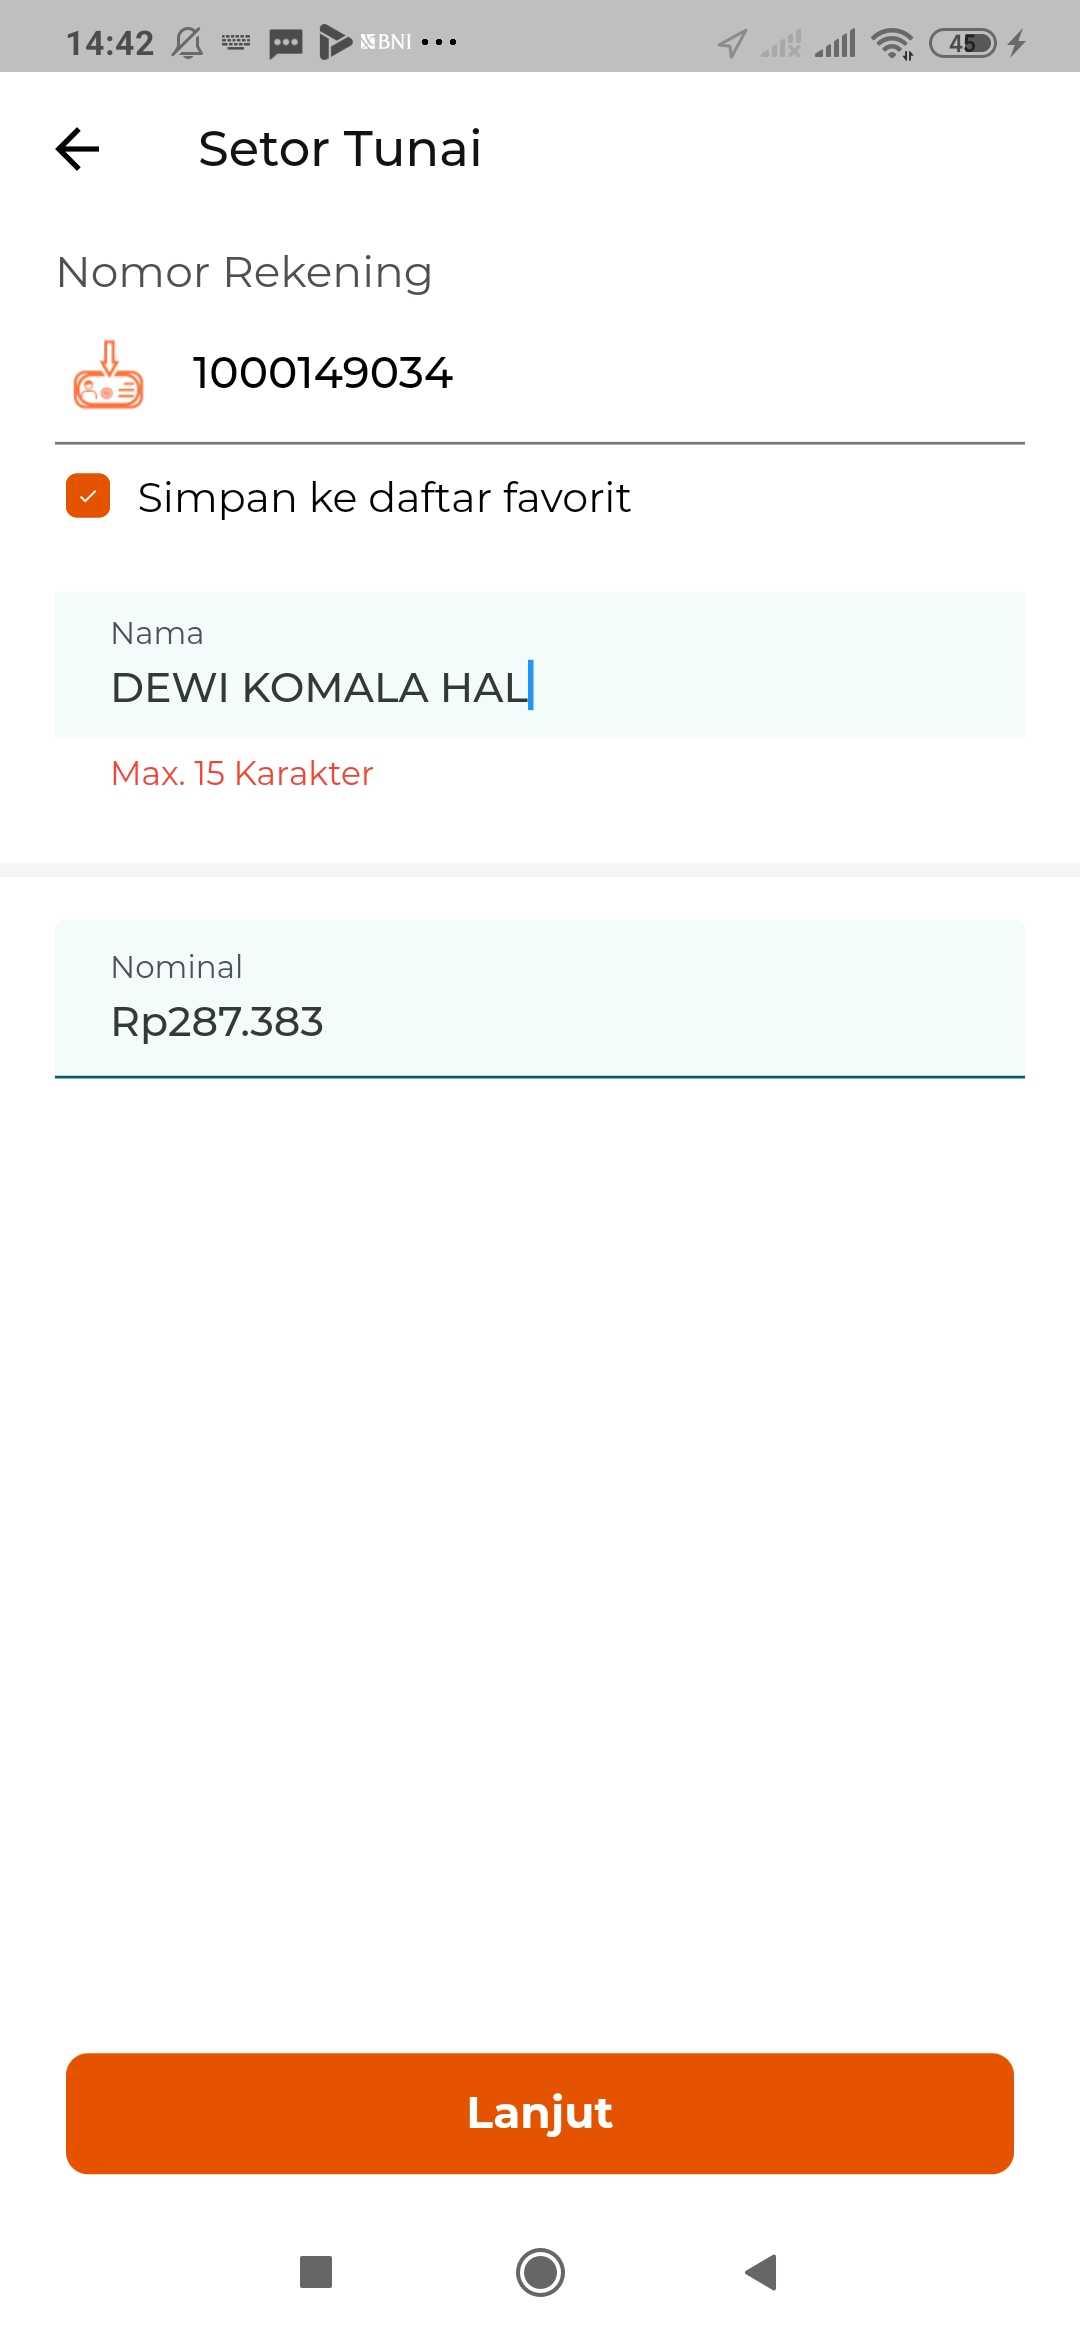 14:42 BNI 45
Setor Tunai
Nomor Rekening
1000149034
Simpan ke daftar favorit
Nama
DEWI KOMALA HAL
Max. 15 Karakter
Nominal
Rp287.383
Lanjut